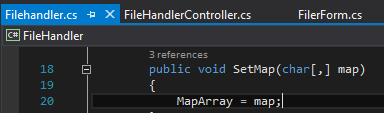 Filehandler.cs FileHandlerController.cs FilerForm.cs
C# FileHandler
3 references
18 public void SetMap(char[,] map)
19 {
20 MapArray = map;